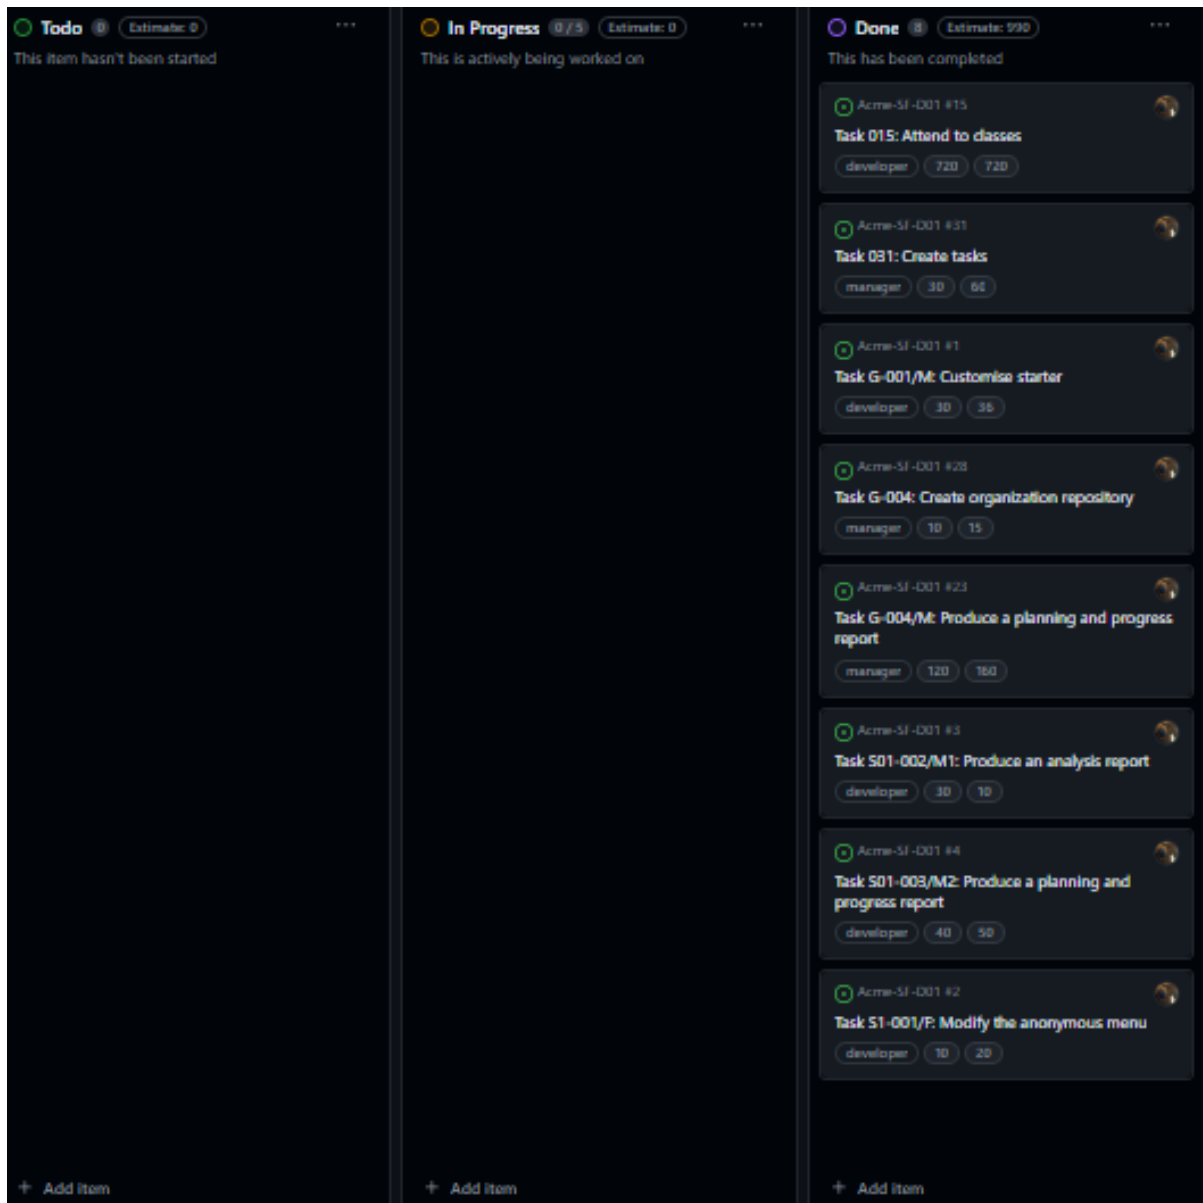 Todo 0 Estimate: 0
This item hasn't been started
In Progress 0 / 5 Estimate: 0
This is actively being worked on
Done 8 Estimate: 990
This has been completed
Acme-SF-D01 #15
Task 015: Attend to classes
developer 720 720
Acme-SF-D01 #31
Task 031: Create tasks
manager 30 60
Acme-SF-D01 #1
Task G-001/M: Customise starter
developer 30 36
Acme-SF-D01 #28
Task G-004: Create organization repository
manager 10 15
Acme-SF-D01 #23
Task G-004/M: Produce a planning and progress
report
manager 120 160
Acme-SF-D01 #3
Task S01-002/M1: Produce an analysis report
developer 30 10
Acme-SF-D01 #4
Task S01-003/M2: Produce a planning and
progress report
developer 40 50
Acme-SF-D01 #2
Task S1-001/F: Modify the anonymous menu
developer 10 20
+ Add item
+ Add item
+ Add item